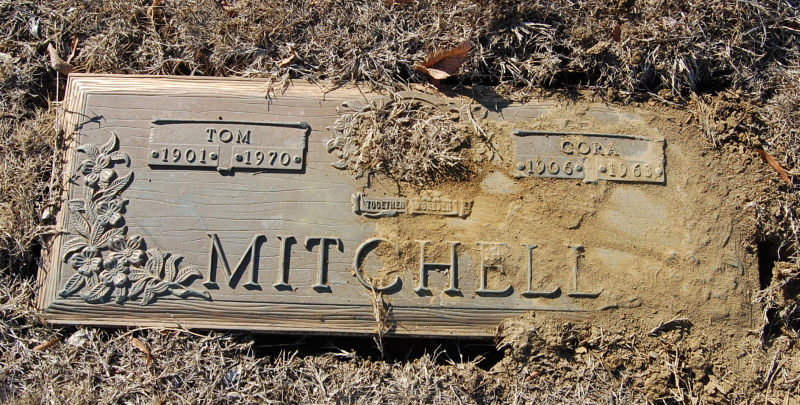 TOM
1901 1970
CORA
1906 1963
TOGETHER FOREVER
MITCHELL